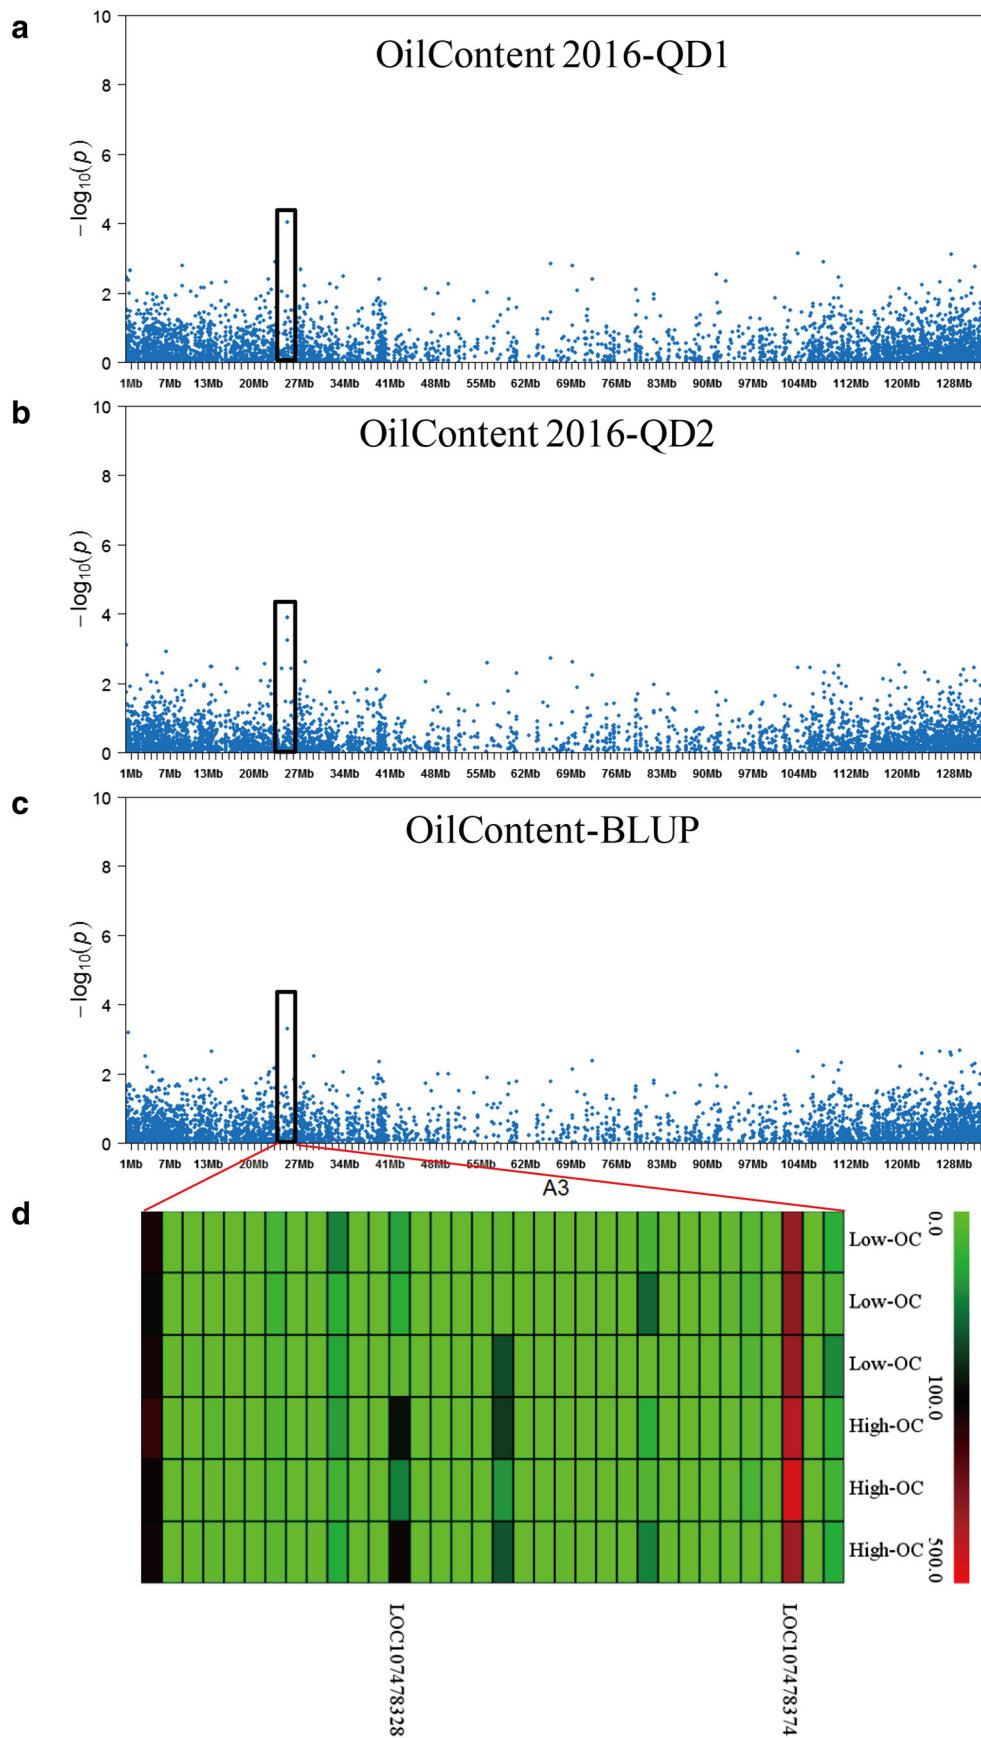 a
OilContent 2016-QD1
−log10(p)
10
8
6
4
2
0
1Mb 7Mb 13Mb 20Mb 27Mb 34Mb 41Mb 48Mb 55Mb 62Mb 69Mb 76Mb 83Mb 90Mb 97Mb 104Mb 112Mb 120Mb 128Mb
b
OilContent 2016-QD2
−log10(p)
10
8
6
4
2
0
1Mb 7Mb 13Mb 20Mb 27Mb 34Mb 41Mb 48Mb 55Mb 62Mb 69Mb 76Mb 83Mb 90Mb 97Mb 104Mb 112Mb 120Mb 128Mb
c
OilContent-BLUP
−log10(p)
10
8
6
4
2
0
1Mb 7Mb 13Mb 20Mb 27Mb 34Mb 41Mb 48Mb 55Mb 62Mb 69Mb 76Mb 83Mb 90Mb 97Mb 104Mb 112Mb 120Mb 128Mb
A3
d
Low-OC
Low-OC
Low-OC
High-OC
High-OC
High-OC
0.0
100.0
500.0
LOC107478328
LOC107478374